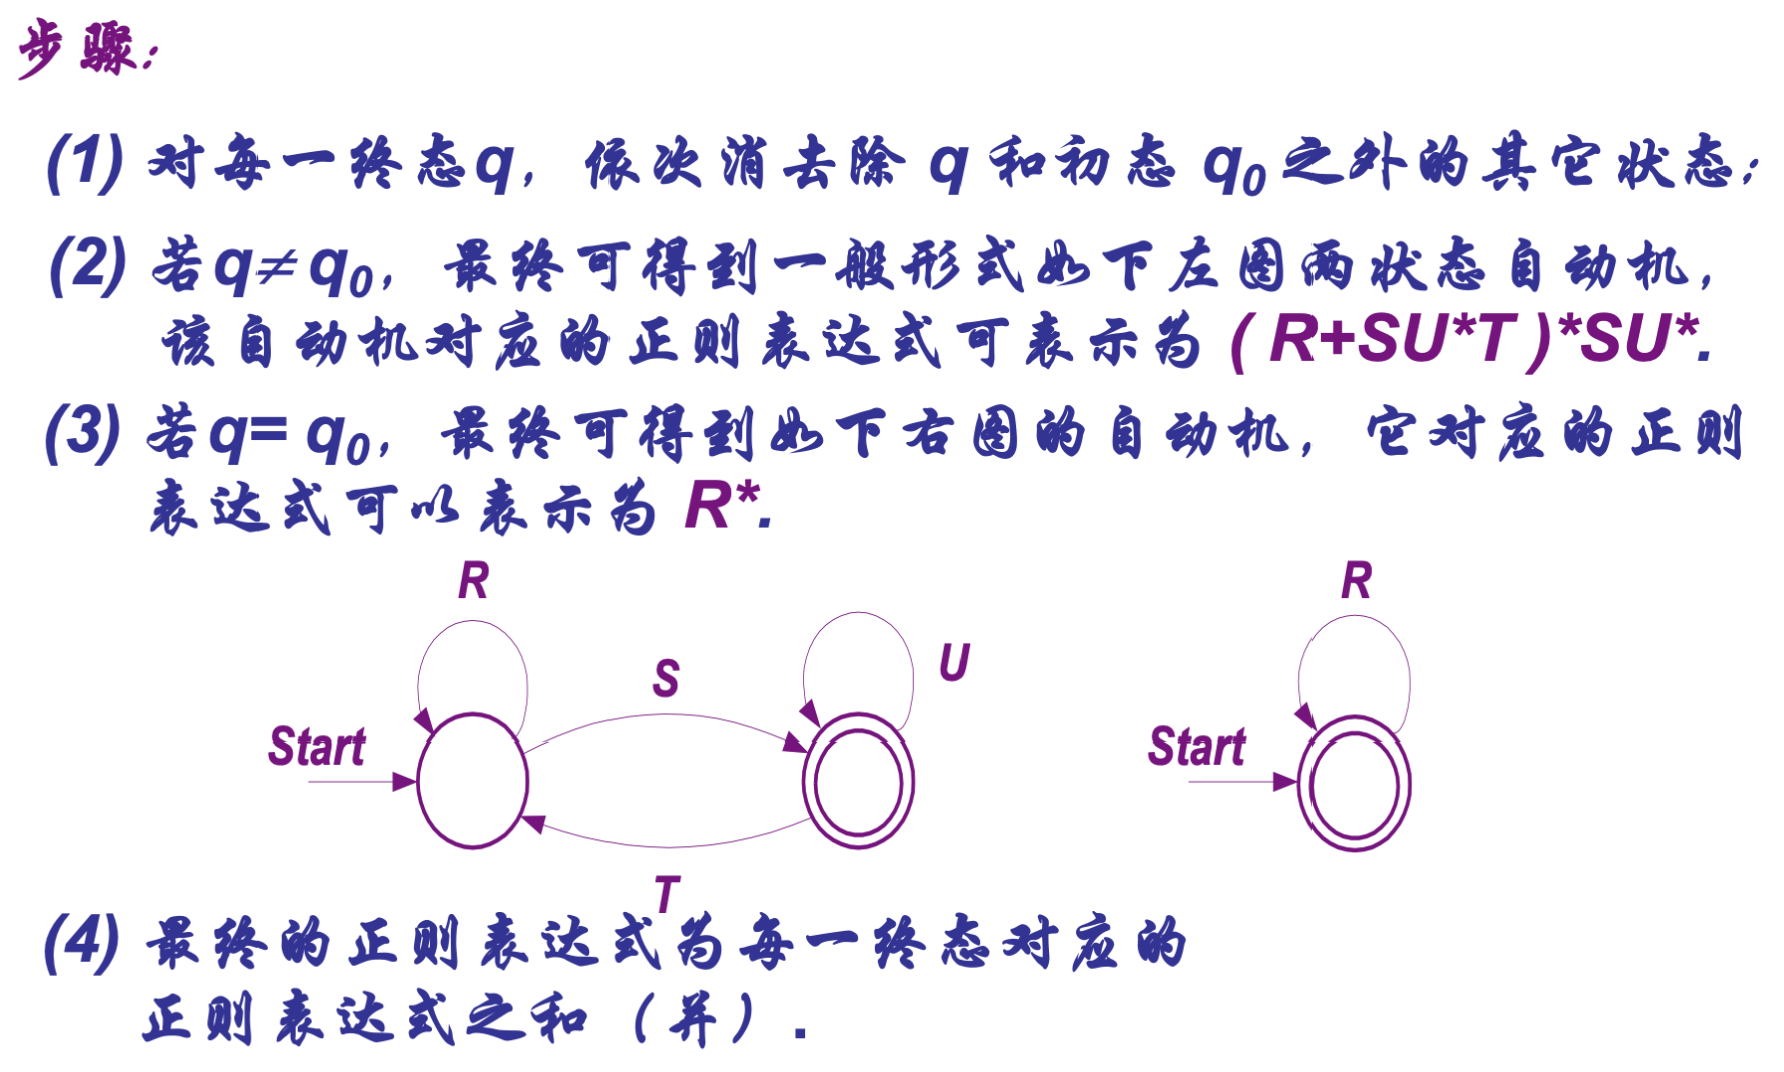 步骤:
(1) 对每一终态q, 依次消去除 q 和初态 q₀ 之外的其它状态;
(2) 若q≠q₀, 最终可得到一般形式如下左图两状态自动机,
该自动机对应的正则表达式可表示为 ( R+SU*T )*SU*.
(3) 若q= q₀, 最终可得到如下右图的自动机, 它对应的正则
表达式可以表示为 R*.
R
S
U
Start
T
R
Start
(4) 最终的正则表达式为每一终态对应的
正则表达式之和（并）.